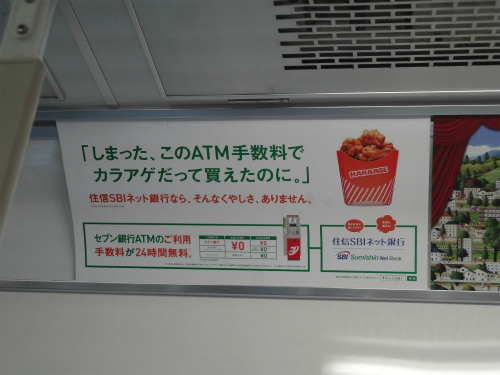 「しまった、このATM手数料で
カラアゲだって買えたのに。」
KARAAGE
住信SBIネット銀行なら、そんなくやしさ、ありません。
セブン銀行ATMのご利用
手数料が24時間無料。
¥0
¥0
¥0
¥0
住信SBIネット銀行
SBI Sumishin Net Bank